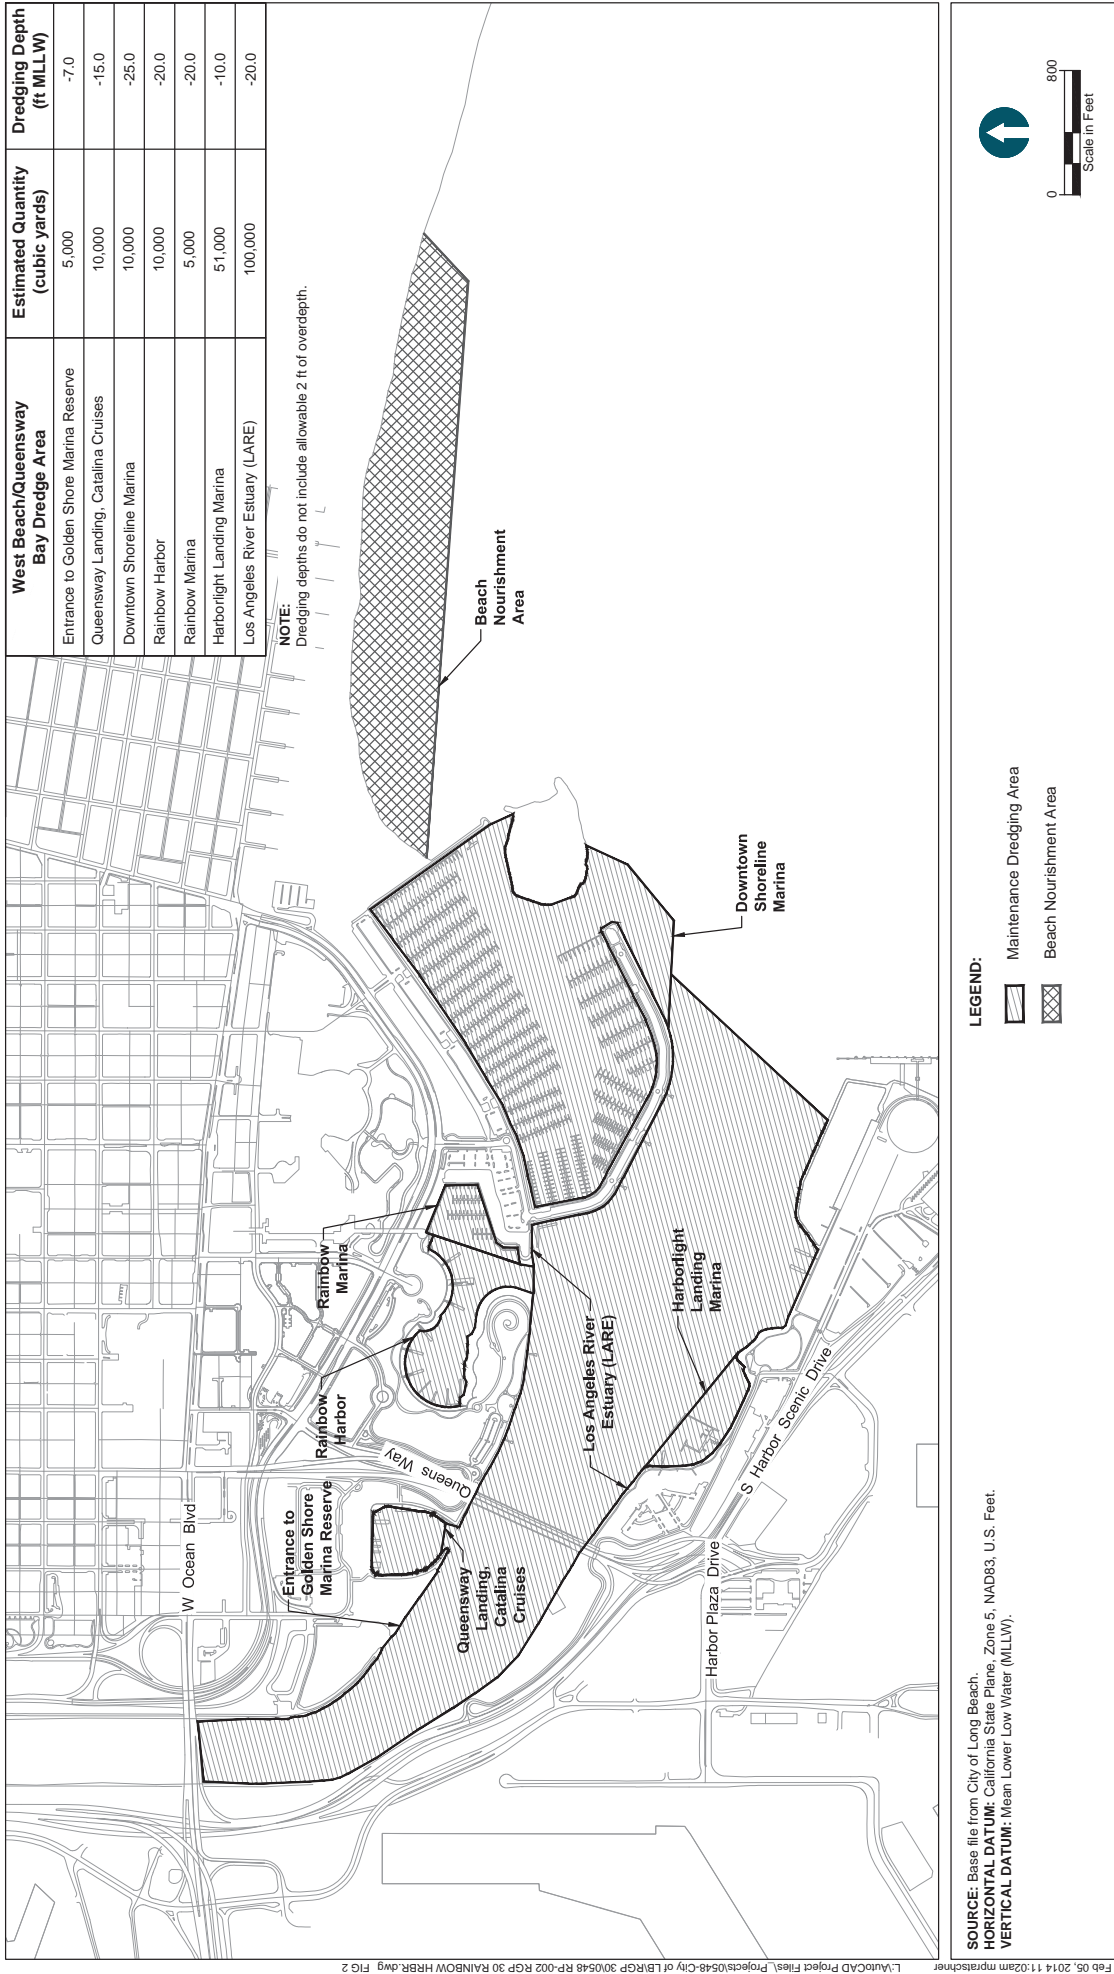 West Beach/Queensway
Bay Dredge Area
Estimated Quantity
(cubic yards)
Dredging Depth
(ft MLLW)
Entrance to Golden Shore Marina Reserve 5,000 -7.0
Queensway Landing, Catalina Cruises 10,000 -15.0
Downtown Shoreline Marina 10,000 -25.0
Rainbow Harbor 10,000 -20.0
Rainbow Marina 5,000 -20.0
Harborlight Landing Marina 51,000 -10.0
Los Angeles River Estuary (LARE) 100,000 -20.0
NOTE:
Dredging depths do not include allowable 2 ft of overdepth.
W Ocean Blvd
Entrance to
Golden Shore
Marina Reserve
Queens Way
Rainbow
Harbor
Rainbow
Marina
Queensway
Landing,
Catalina
Cruises
Beach
Nourishment
Area
Los Angeles River
Estuary (LARE)
Harborlight
Landing
Marina
Downtown
Shoreline
Marina
Harbor Plaza Drive
S Harbor Scenic Drive
SOURCE: Base file from City of Long Beach.
HORIZONTAL DATUM: California State Plane, Zone 5, NAD83, U.S. Feet.
VERTICAL DATUM: Mean Lower Low Water (MLLW).
LEGEND:
Maintenance Dredging Area
Beach Nourishment Area
0
800
Scale in Feet
L:\AutoCAD Project Files\_Projects\0548-City of LB\RGP 30\0548 RP-002 RGP 30 RAINBOW HRBR.dwg FIG 2
Feb 05, 2014 11:02am mpratschner